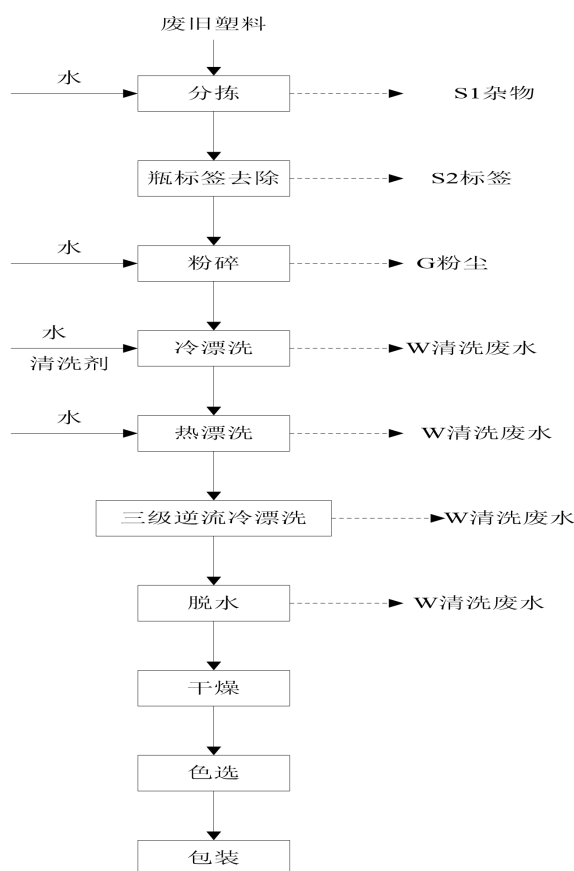 废旧塑料
水
分拣
S1杂物
瓶标签去除
S2标签
水
粉碎
G粉尘
水
清洗剂
冷漂洗
W清洗废水
水
热漂洗
W清洗废水
三级逆流冷漂洗
W清洗废水
脱水
W清洗废水
干燥
色选
包装